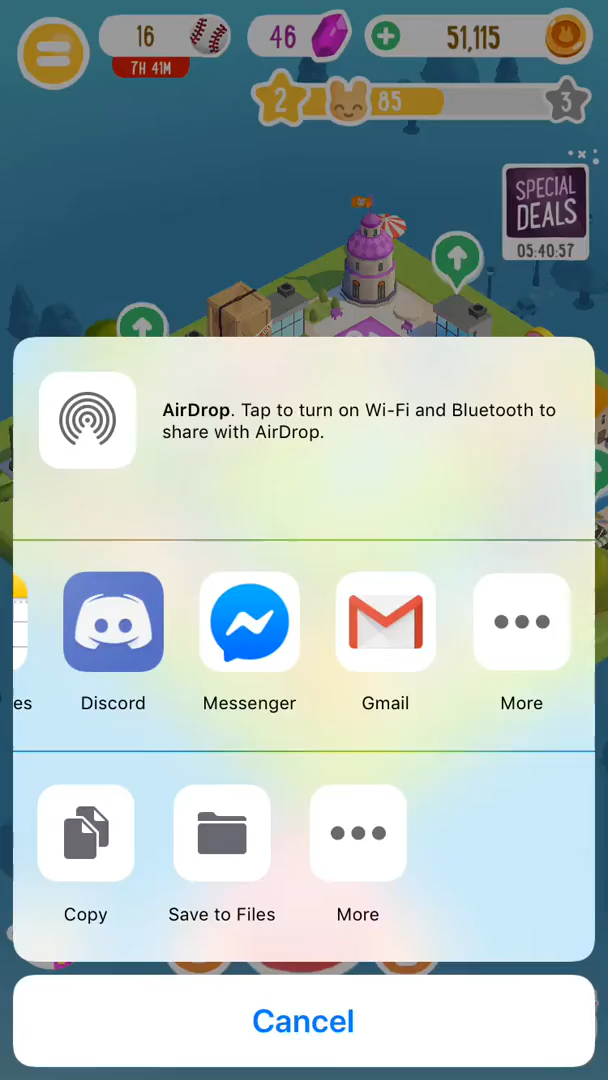 16
46
51,115
7H 41M
2
85
3
SPECIAL
DEALS
05:40:57
AirDrop. Tap to turn on Wi-Fi and Bluetooth to
share with AirDrop.
es
Discord
Messenger
Gmail
More
Copy
Save to Files
More
Cancel